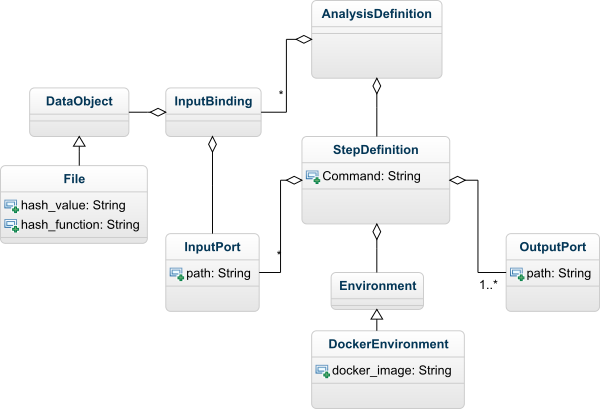 AnalysisDefinition
*
DataObject
InputBinding
StepDefinition
Command: String
File
hash_value: String
hash_function: String
InputPort
path: String
*
OutputPort
path: String
1..*
Environment
DockerEnvironment
docker_image: String